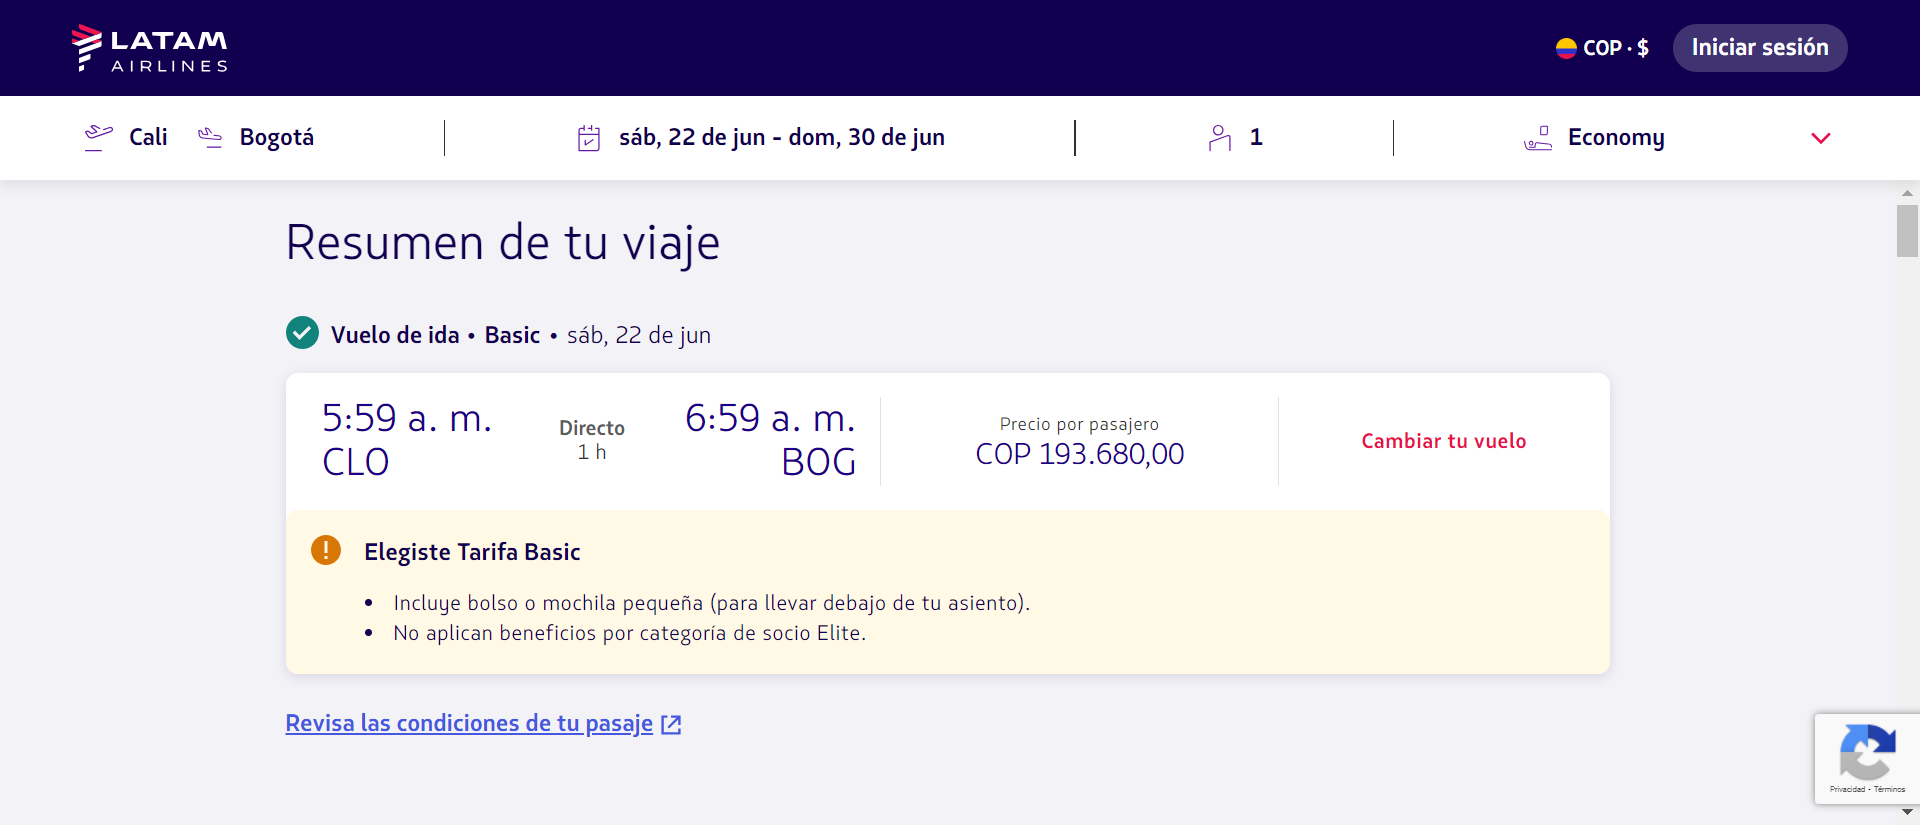 LATAM
AIRLINES
COP · $
Iniciar sesión
Cali
Bogotá
sáb, 22 de jun - dom, 30 de jun
1
Economy
Resumen de tu viaje
Vuelo de ida • Basic • sáb, 22 de jun
5:59 a. m.
CLO
Directo
1 h
6:59 a. m.
BOG
Precio por pasajero
COP 193.680,00
Cambiar tu vuelo
!
Elegiste Tarifa Basic
• Incluye bolso o mochila pequeña (para llevar debajo de tu asiento).
• No aplican beneficios por categoría de socio Elite.
Revisa las condiciones de tu pasaje
Privacidad - Términos